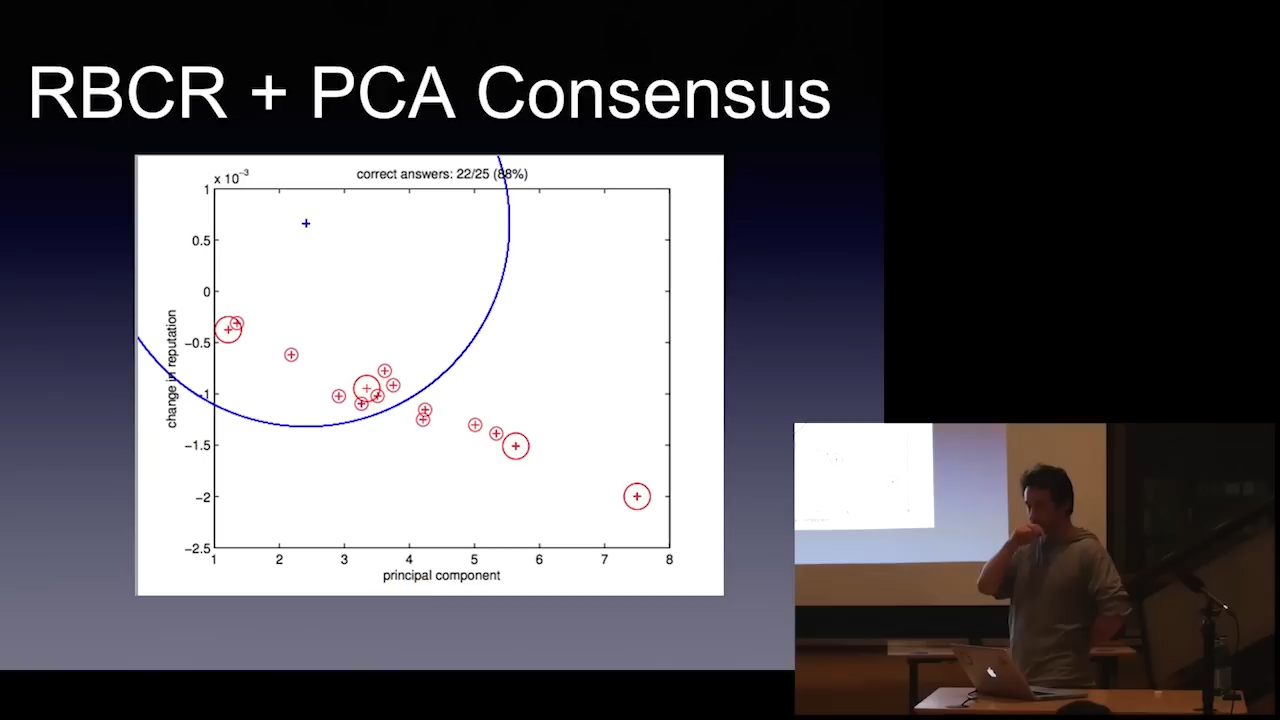 RBCR + PCA Consensus
correct answers: 22/25 (88%)
x 10⁻³
1
0.5
0
−0.5
−1
−1.5
−2
−2.5
change in reputation
1 2 3 4 5 6 7 8
principal component